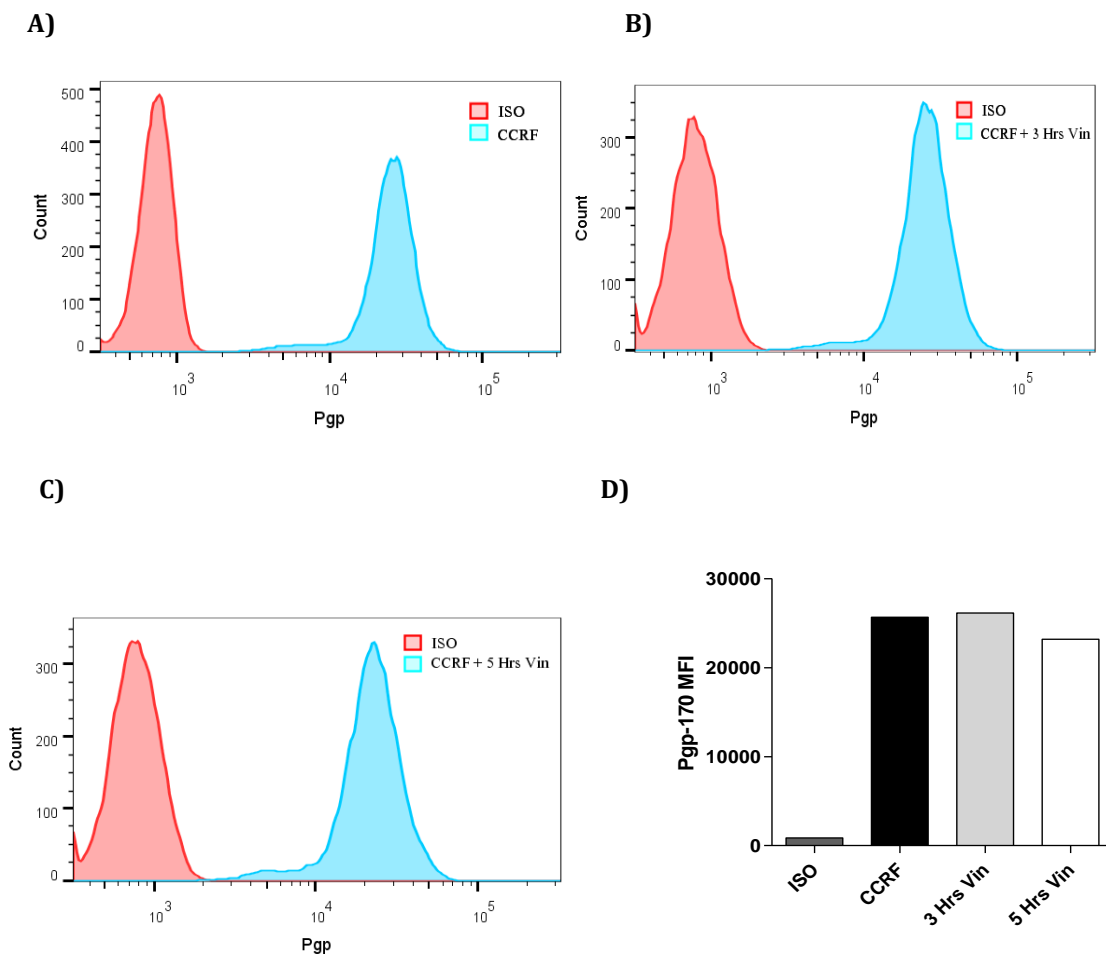 A)
500
400
300
200
100
0
Count
10^3
10^4
10^5
Pgp
ISO
CCRF
B)
300
200
100
0
Count
10^3
10^4
10^5
Pgp
ISO
CCRF + 3 Hrs Vin
C)
300
200
100
0
Count
10^3
10^4
10^5
Pgp
ISO
CCRF + 5 Hrs Vin
D)
30000
20000
10000
0
Pgp-170 MFI
ISO
CCRF
3 Hrs Vin
5 Hrs Vin